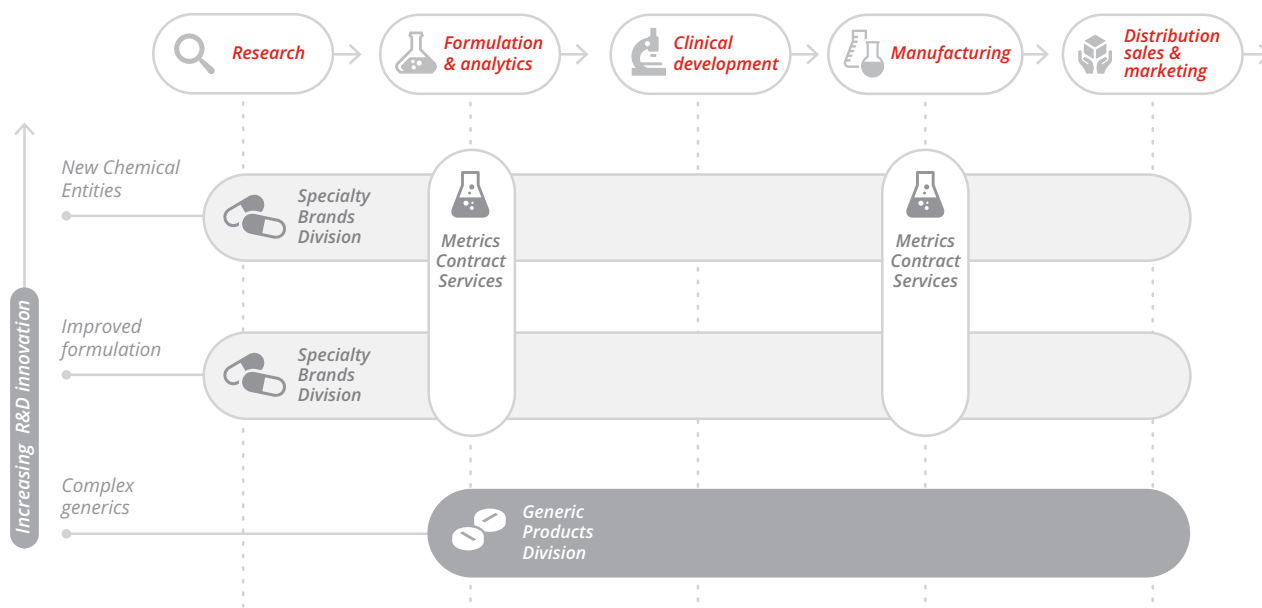 Research
Formulation
& analytics
Clinical
development
Manufacturing
Distribution
sales &
marketing
New Chemical
Entities
Specialty
Brands
Division
Metrics
Contract
Services
Metrics
Contract
Services
Improved
formulation
Specialty
Brands
Division
Complex
generics
Generic
Products
Division
Increasing R&D innovation